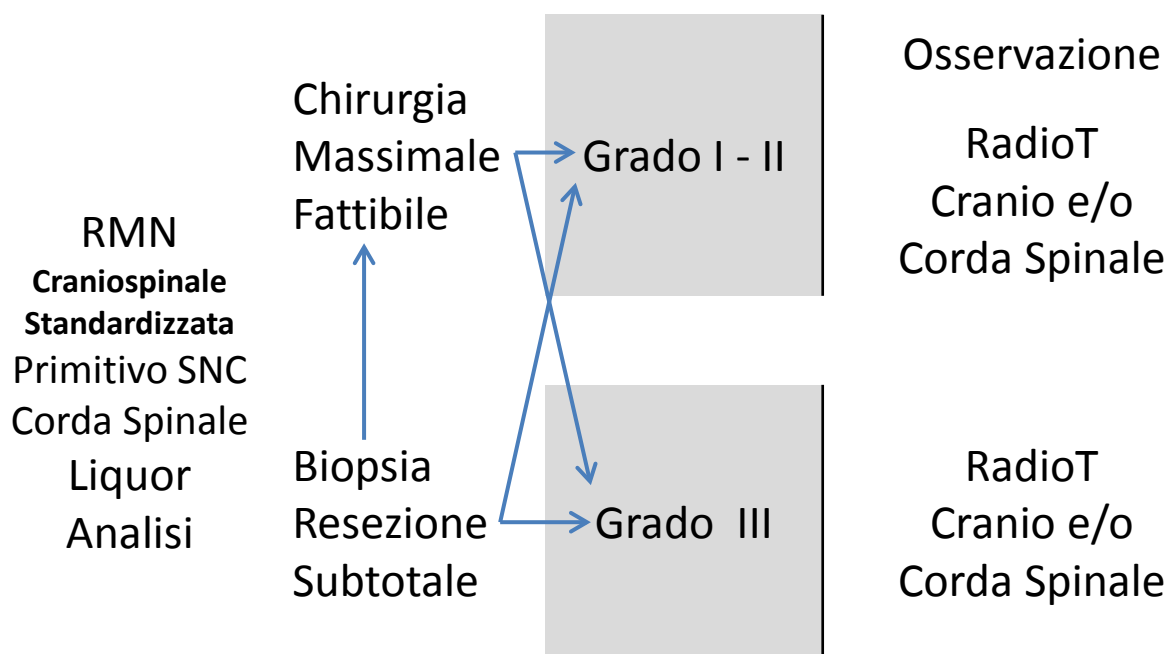 RMN
Craniospinale
Standardizzata
Primitivo SNC
Corda Spinale
Liquor
Analisi
Chirurgia
Massimale
Fattibile
Biopsia
Resezione
Subtotale
Grado I - II
Grado III
Osservazione
RadioT
Cranio e/o
Corda Spinale
RadioT
Cranio e/o
Corda Spinale